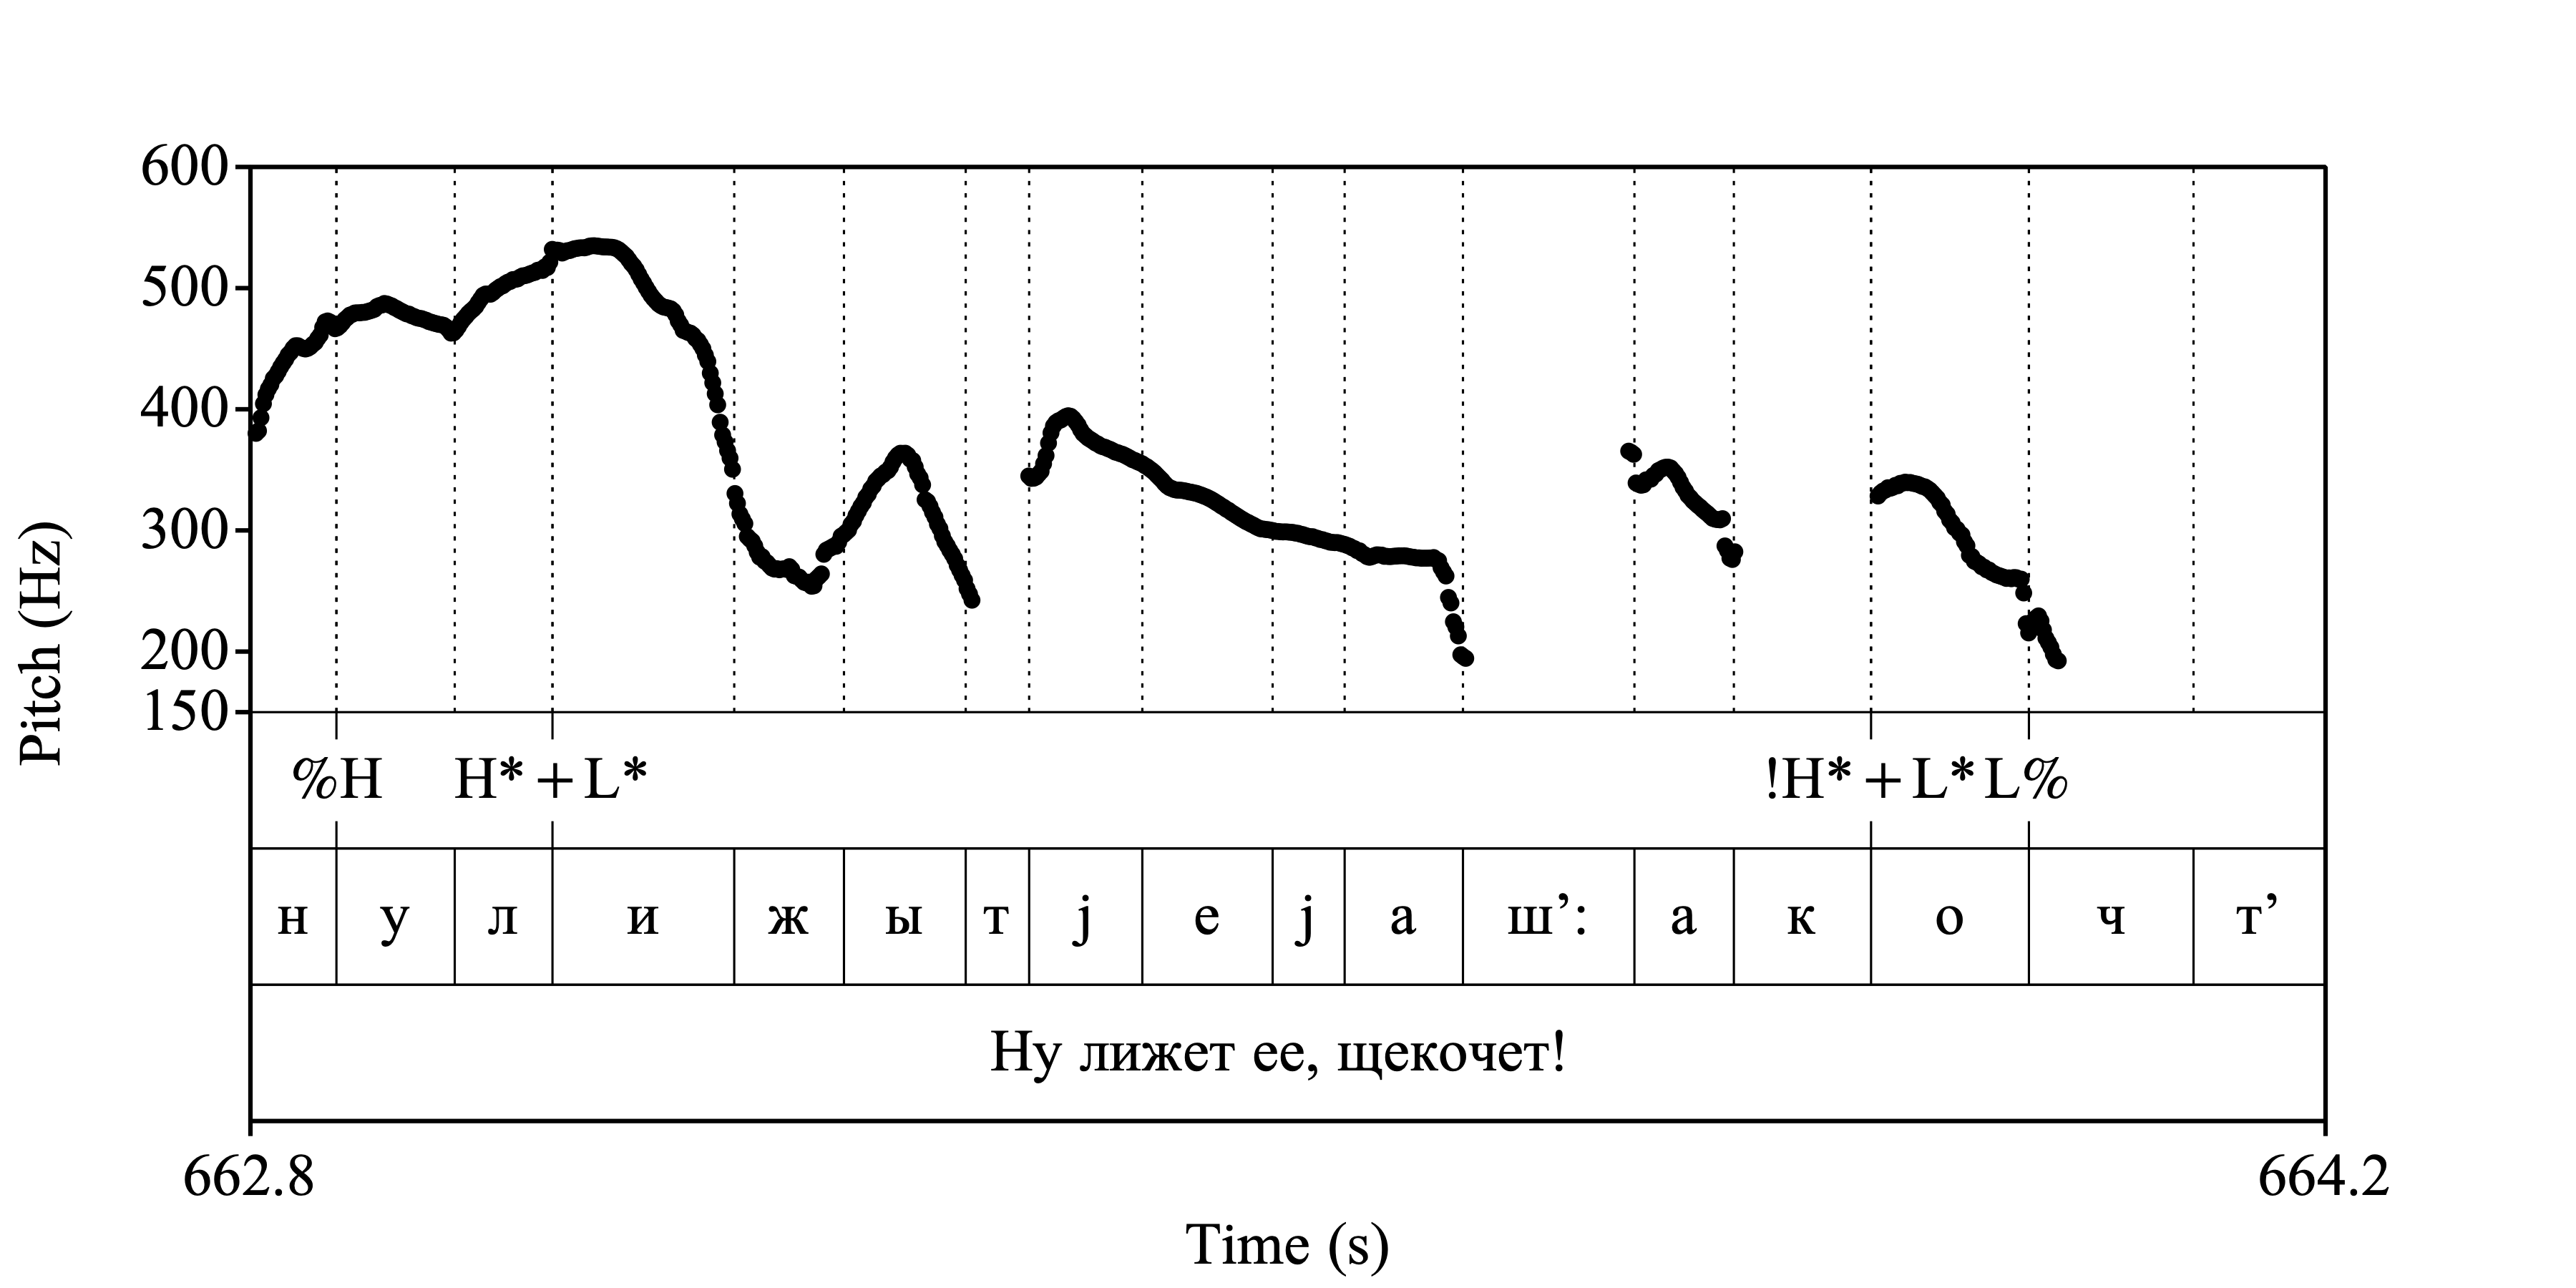 600
500
400
300
200
150
Pitch (Hz)
%H H*+L* !H*+L* L%
н у л и ж ы т j е j а ш’: а к о ч т’
Ну лижет ее, щекочет!
662.8 664.2
Time (s)